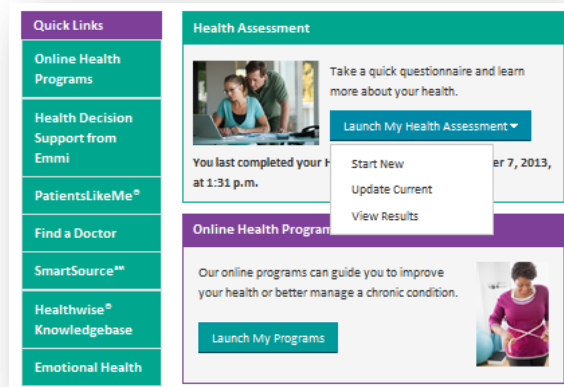 Quick Links
Online Health
Programs
Health Decision
Support from
Emmi
PatientsLikeMe®
Find a Doctor
SmartSource℠
Healthwise®
Knowledgebase
Emotional Health
Health Assessment
Take a quick questionnaire and learn
more about your health.
Launch My Health Assessment
Start New
Update Current
View Results
You last completed your H er 7, 2013,
at 1:31 p.m.
Online Health Program
Our online programs can guide you to improve
your health or better manage a chronic condition.
Launch My Programs